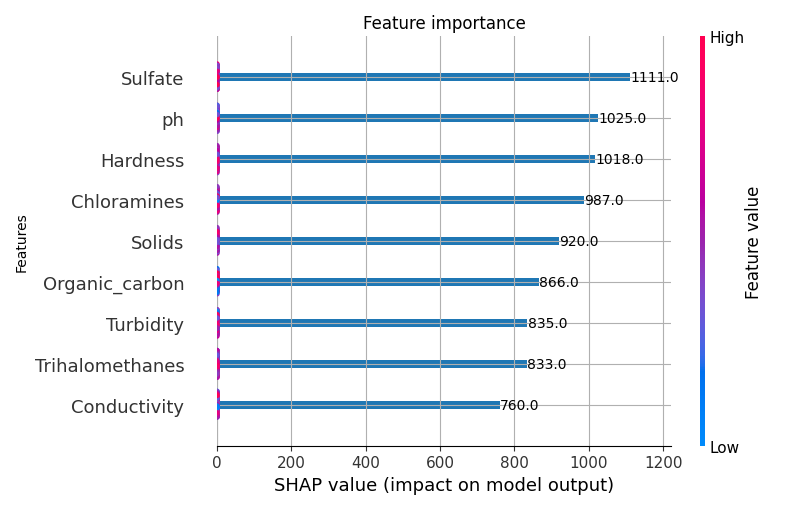 Feature importance
High
Sulfate
1111.0
ph
1025.0
Hardness
1018.0
Chloramines
987.0
Solids
920.0
Organic_carbon
866.0
Turbidity
835.0
Trihalomethanes
833.0
Conductivity
760.0
Features
Feature value
Low
0 200 400 600 800 1000 1200
SHAP value (impact on model output)